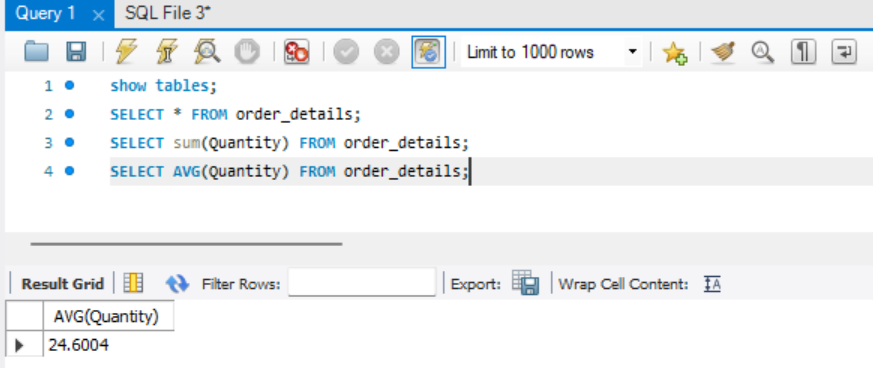 Query 1 SQL File 3*
Limit to 1000 rows
1 show tables;
2 SELECT * FROM order_details;
3 SELECT sum(Quantity) FROM order_details;
4 SELECT AVG(Quantity) FROM order_details;
Result Grid Filter Rows: Export: Wrap Cell Content:
AVG(Quantity)
24.6004